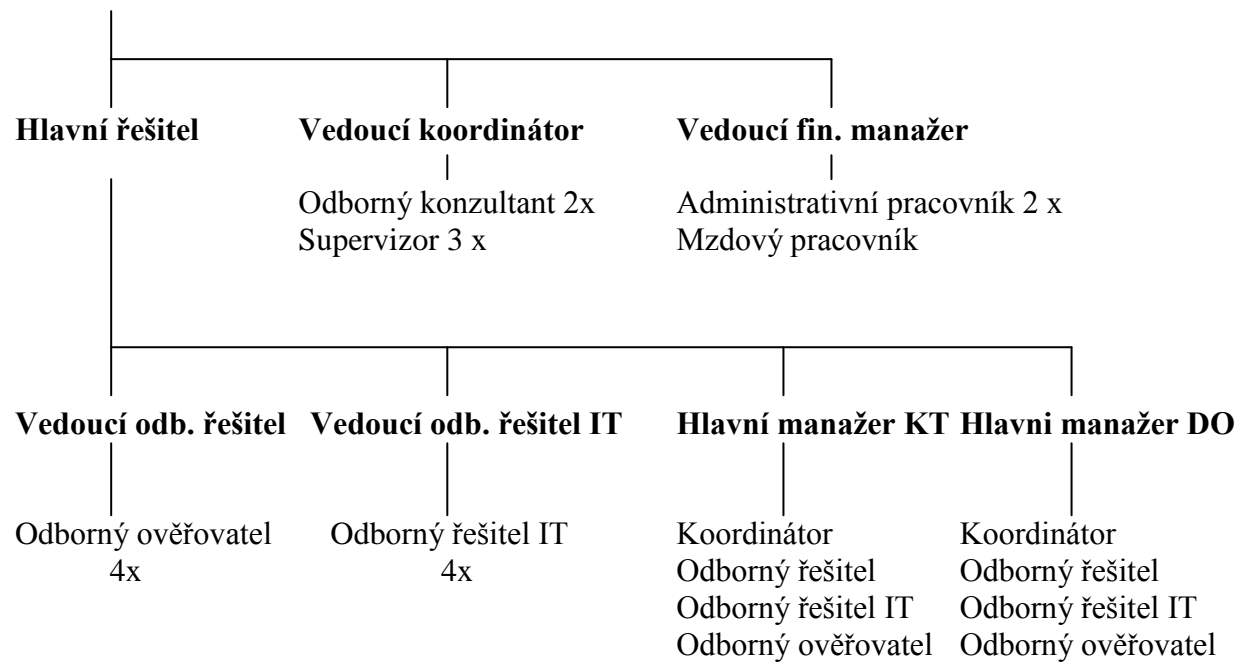 Hlavní řešitel Vedoucí koordinátor Vedoucí fin. manažer
Odborný konzultant 2x Administrativní pracovník 2 x
Supervizor 3 x Mzdový pracovník
Vedoucí odb. řešitel Vedoucí odb. řešitel IT Hlavní manažer KT Hlavni manažer DO
Odborný ověřovatel Odborný řešitel IT Koordinátor Koordinátor
4x 4x Odborný řešitel Odborný řešitel
Odborný řešitel IT Odborný řešitel IT
Odborný ověřovatel Odborný ověřovatel